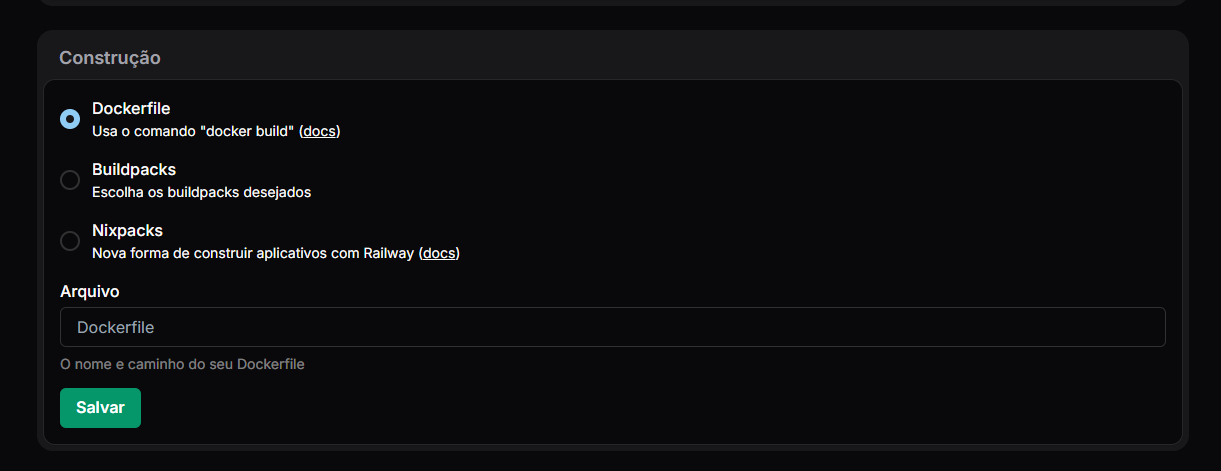 Construção
Dockerfile
Usa o comando "docker build" (docs)
Buildpacks
Escolha os buildpacks desejados
Nixpacks
Nova forma de construir aplicativos com Railway (docs)
Arquivo
Dockerfile
O nome e caminho do seu Dockerfile
Salvar